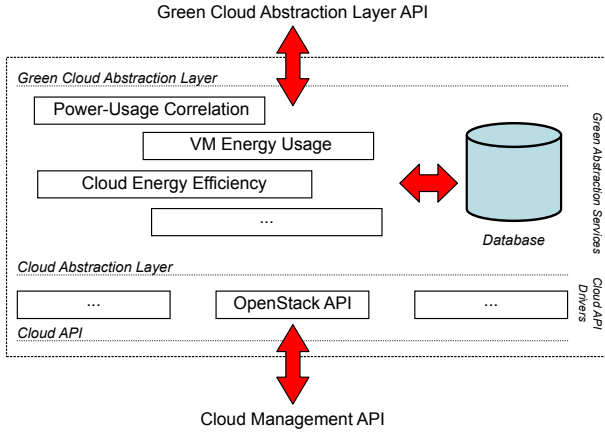 Green Cloud Abstraction Layer API
Green Cloud Abstraction Layer
Power-Usage Correlation
VM Energy Usage
Cloud Energy Efficiency
...
Database
Green Abstraction Services
Cloud Abstraction Layer
...
OpenStack API
...
Cloud API
Drivers
Cloud API
Cloud Management API